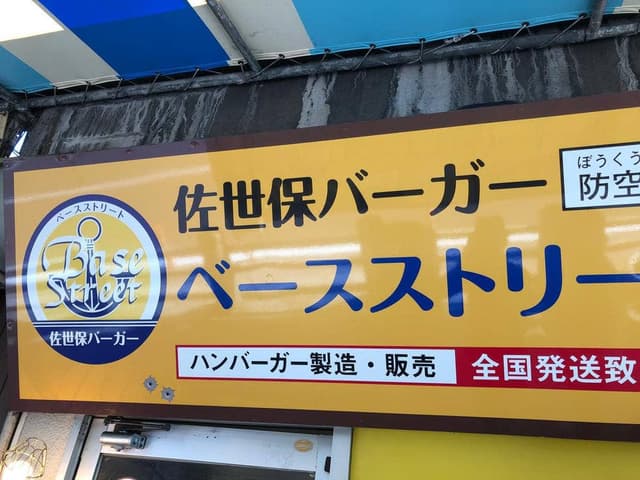 佐世保バーガー
ぼうくう
防空
ベースストリー
ハンバーガー製造・販売
全国発送致
ベースストリート
Base
Street
佐世保バーガー